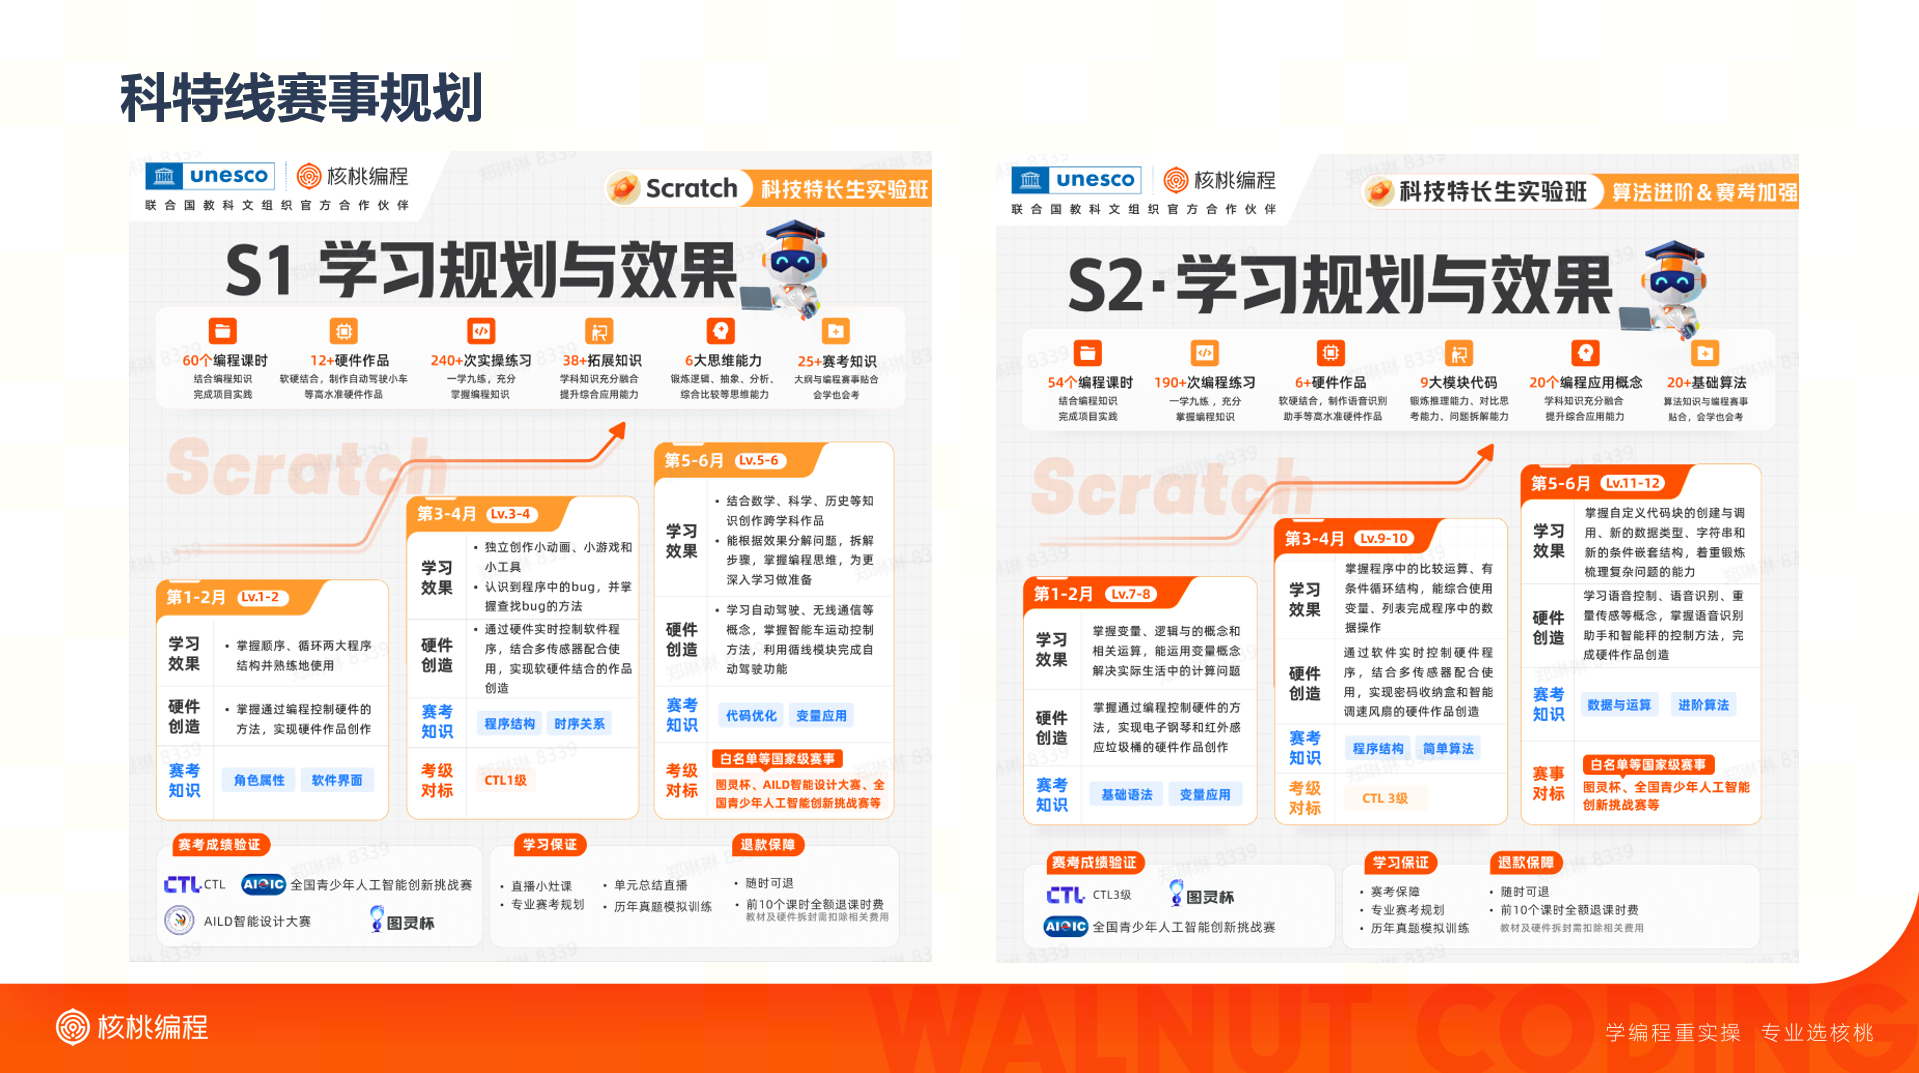 科特线赛事规划
unesco
核桃编程
联合国教科文组织官方合作伙伴
Scratch
科技特长生实验班
S1 学习规划与效果
60个编程课时
结合编程知识
完成项目实践
12+硬件作品
软硬结合，制作自动驾驶小车
等高水准硬件作品
240+次实操练习
一学九练，充分
掌握编程知识
38+拓展知识
学科知识充分融合
提升综合应用能力
6大思维能力
锻炼逻辑、抽象、分析、
综合比较等思维能力
25+赛考知识
大纲与编程赛事贴合
会学也会考
Scratch
第1-2月 Lv.1-2
学习
效果
• 掌握顺序、循环两大程序
结构并熟练地使用
硬件
创造
• 掌握通过编程控制硬件的
方法，实现硬件作品创作
赛考
知识
角色属性 软件界面
第3-4月 Lv.3-4
学习
效果
• 独立创作小动画、小游戏和
小工具
• 认识到程序中的bug，并掌
握查找bug的方法
硬件
创造
• 通过硬件实时控制软件程
序，结合多传感器配合使
用，实现软硬件结合的作品
创造
赛考
知识
程序结构 时序关系
考级
对标
CTL1级
第5-6月 Lv.5-6
学习
效果
• 结合数学、科学、历史等知
识创作跨学科作品
• 能根据效果分解问题，拆解
步骤，掌握编程思维，为更
深入学习做准备
硬件
创造
• 学习自动驾驶、无线通信等
概念，掌握智能车运动控制
方法，利用循线模块完成自
动驾驶功能
赛考
知识
代码优化 变量应用
考级
对标
白名单等国家级赛事
图灵杯、AILD智能设计大赛、全
国青少年人工智能创新挑战赛等
赛考成绩验证
CTL CTL
AIOIC 全国青少年人工智能创新挑战赛
AILD智能设计大赛
图灵杯
学习保证
• 直播小灶课
• 专业赛考规划
• 单元总结直播
• 历年真题模拟训练
退款保障
• 随时可退
• 前10个课时全额退课时费
教材及硬件拆封需扣除相关费用
unesco
核桃编程
联合国教科文组织官方合作伙伴
科技特长生实验班
算法进阶&赛考加强
S2·学习规划与效果
54个编程课时
结合编程知识
完成项目实践
190+次编程练习
一学九练，充分
掌握编程知识
6+硬件作品
软硬结合，制作语音识别
助手等高水准硬件作品
9大模块代码
锻炼推理能力、对比思
考能力、问题拆解能力
20个编程应用概念
学科知识充分融合
提升综合应用能力
20+基础算法
算法知识与编程赛事
贴合，会学也会考
Scratch
第1-2月 Lv.7-8
学习
效果
掌握变量、逻辑与的概念和
相关运算，能运用变量概念
解决实际生活中的计算问题
硬件
创造
掌握通过编程控制硬件的方
法，实现电子钢琴和红外感
应垃圾桶的硬件作品创作
赛考
知识
基础语法 变量应用
第3-4月 Lv.9-10
学习
效果
掌握程序中的比较运算、有
条件循环结构，能综合使用
变量、列表完成程序中的数
据操作
硬件
创造
通过软件实时控制硬件程
序，结合多传感器配合使
用，实现密码收纳盒和智能
调速风扇的硬件作品创造
赛考
知识
程序结构 简单算法
考级
对标
CTL 3级
第5-6月 Lv.11-12
学习
效果
掌握自定义代码块的创建与调
用、新的数据类型、字符串和
新的条件嵌套结构，着重锻炼
梳理复杂问题的能力
硬件
创造
学习语音控制、语音识别、重
量传感等概念，掌握语音识别
助手和智能秤的控制方法，完
成硬件作品创造
赛考
知识
数据与运算 进阶算法
赛事
对标
白名单等国家级赛事
图灵杯、全国青少年人工智能
创新挑战赛等
赛考成绩验证
CTL CTL3级
图灵杯
AIOIC 全国青少年人工智能创新挑战赛
学习保证
• 赛考保障
• 专业赛考规划
• 历年真题模拟训练
退款保障
• 随时可退
• 前10个课时全额退课时费
教材及硬件拆封需扣除相关费用
核桃编程
WALNUT CODING
学编程重实操 专业选核桃